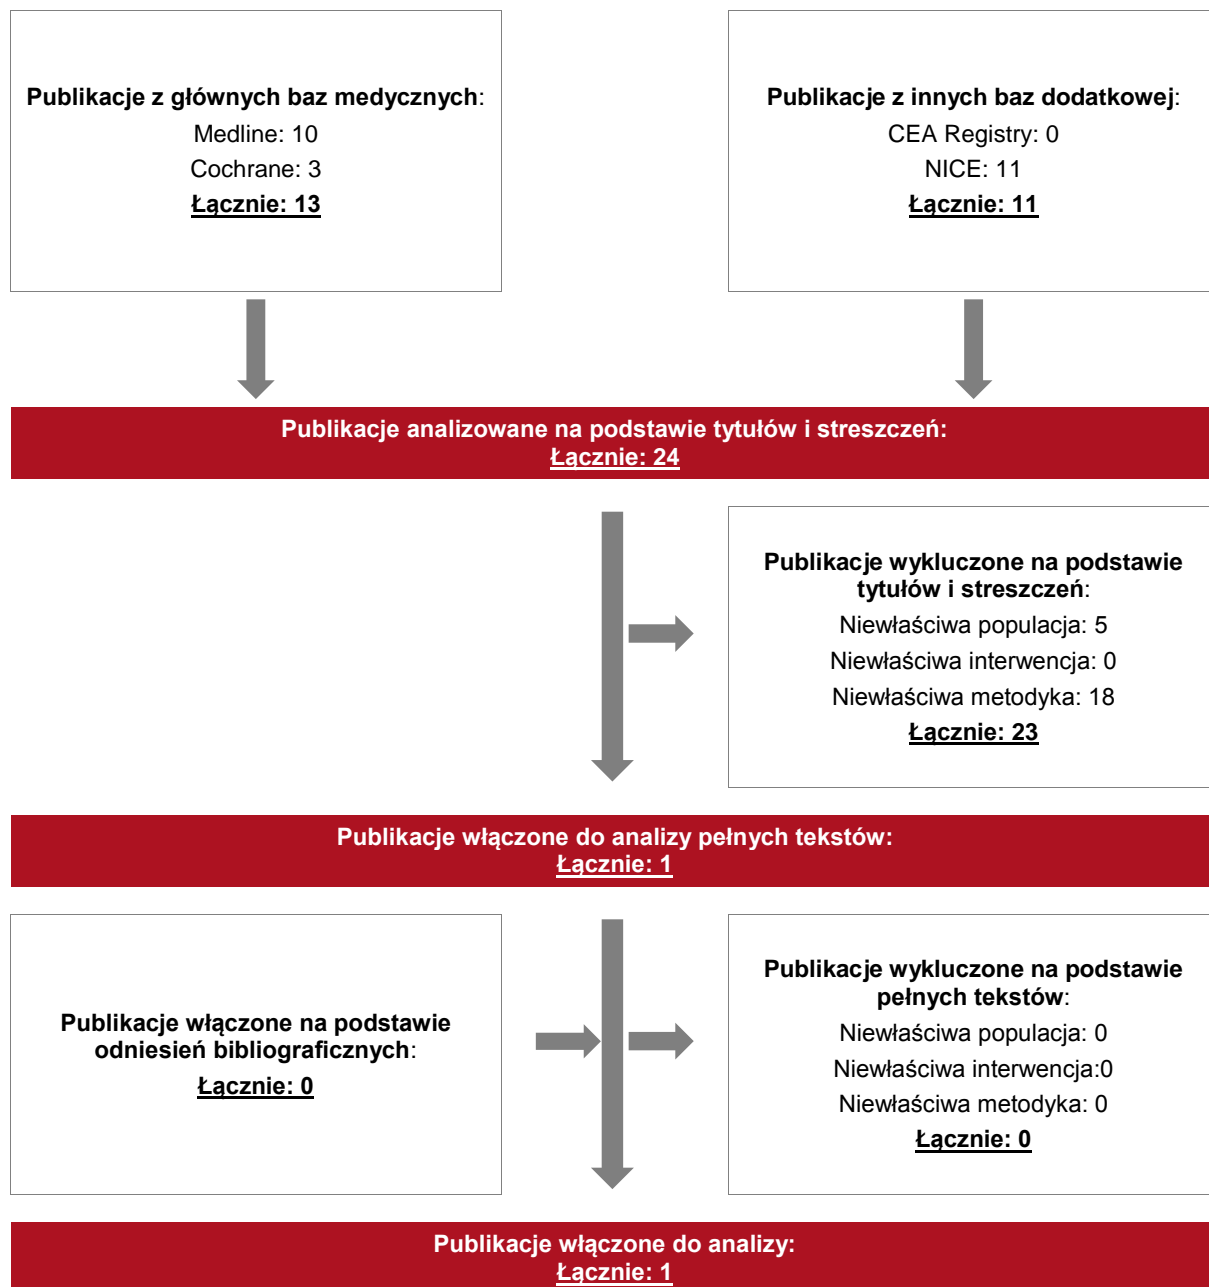 Publikacje z głównych baz medycznych:
Medline: 10
Cochrane: 3
Łącznie: 13
Publikacje z innych baz dodatkowej:
CEA Registry: 0
NICE: 11
Łącznie: 11
Publikacje analizowane na podstawie tytułów i streszczeń:
Łącznie: 24
Publikacje wykluczone na podstawie
tytułów i streszczeń:
Niewłaściwa populacja: 5
Niewłaściwa interwencja: 0
Niewłaściwa metodyka: 18
Łącznie: 23
Publikacje włączone do analizy pełnych tekstów:
Łącznie: 1
Publikacje włączone na podstawie
odniesień bibliograficznych:
Łącznie: 0
Publikacje wykluczone na podstawie
pełnych tekstów:
Niewłaściwa populacja: 0
Niewłaściwa interwencja:0
Niewłaściwa metodyka: 0
Łącznie: 0
Publikacje włączone do analizy:
Łącznie: 1